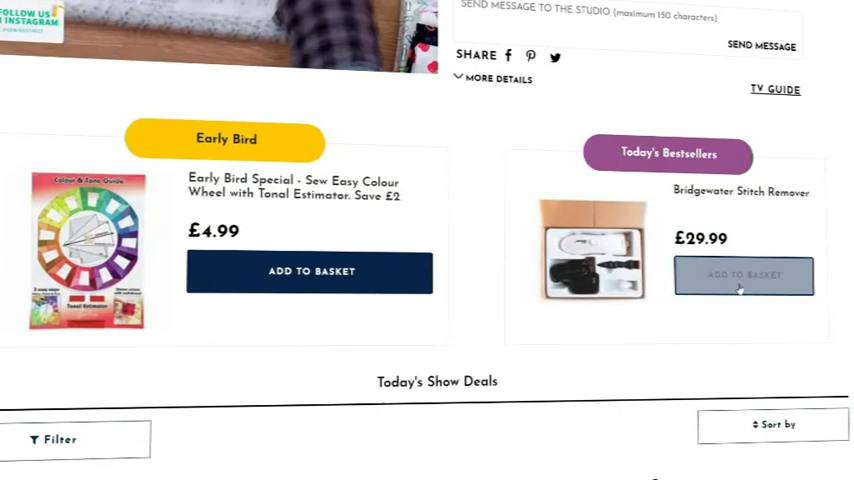 FOLLOW US
N INSTAGRAM
SEND MESSAGE TO THE STUDIO (maximum 150 characters)
SEND MESSAGE
SHARE
MORE DETAILS
TV GUIDE
Early Bird
Early Bird Special - Sew Easy Colour
Wheel with Tonal Estimator. Save £2
£4.99
ADD TO BASKET
Colour & Tone Guide
Tonal Estimator
Today's Bestsellers
Bridgewater Stitch Remover
£29.99
ADD TO BASKET
Today's Show Deals
Filter
Sort by